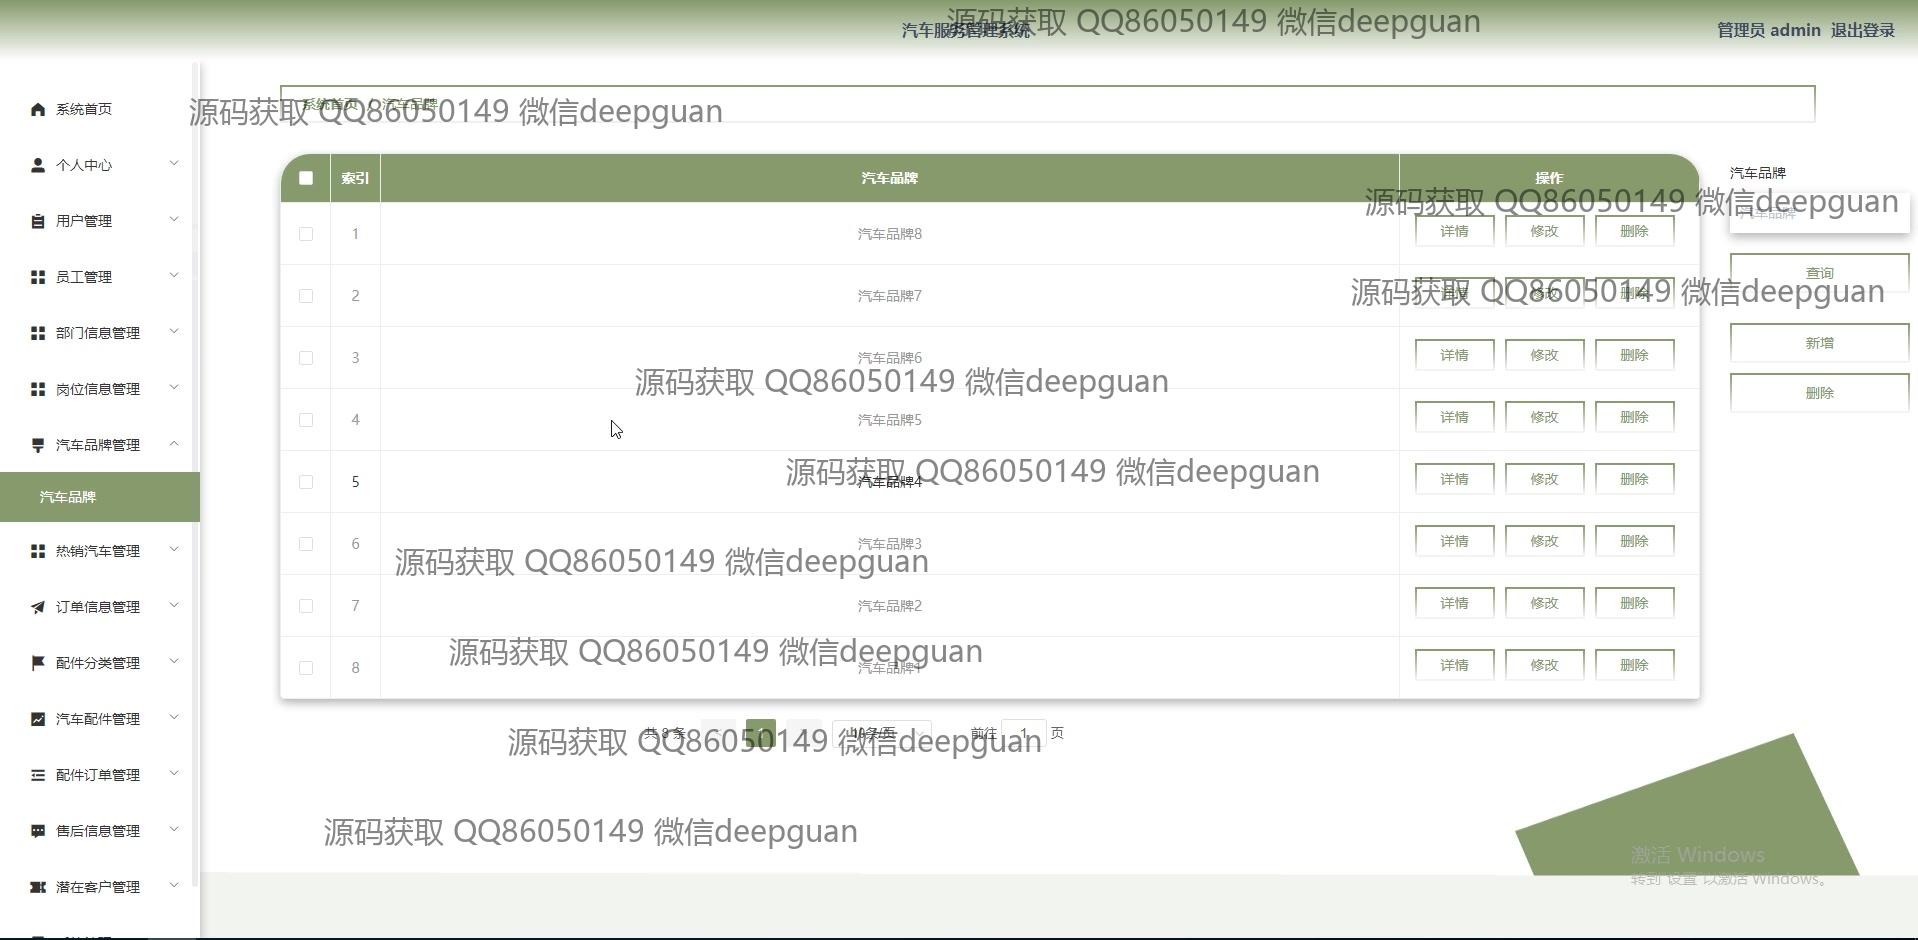 汽车服务管理系统
源码获取 QQ86050149 微信deepguan
管理员 admin 退出登录
系统首页
个人中心
用户管理
员工管理
部门信息管理
岗位信息管理
汽车品牌管理
汽车品牌
热销汽车管理
订单信息管理
配件分类管理
汽车配件管理
配件订单管理
售后信息管理
潜在客户管理
系统首页 / 汽车品牌
源码获取 QQ86050149 微信deepguan
索引 汽车品牌 操作
源码获取 QQ86050149 微信deepguan
1 汽车品牌8 详情 修改 删除
2 汽车品牌7 详情 修改 删除
源码获取 QQ86050149 微信deepguan
3 汽车品牌6 详情 修改 删除
源码获取 QQ86050149 微信deepguan
4 汽车品牌5 详情 修改 删除
源码获取 QQ86050149 微信deepguan
5 汽车品牌4 详情 修改 删除
6 汽车品牌3 详情 修改 删除
源码获取 QQ86050149 微信deepguan
7 汽车品牌2 详情 修改 删除
源码获取 QQ86050149 微信deepguan
8 汽车品牌1 详情 修改 删除
共 8 条 1 10条/页 前往 1 页
源码获取 QQ86050149 微信deepguan
源码获取 QQ86050149 微信deepguan
汽车品牌
汽车品牌
查询
新增
删除
激活 Windows
转到"设置"以激活 Windows。